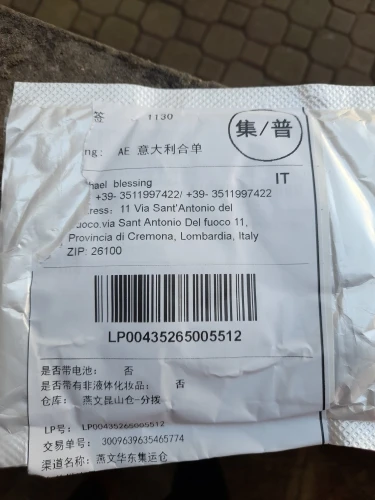 签 1130
集/普
ng: AE 意大利合单
IT
hael blessing
+39- 3511997422/ +39- 3511997422
ress: 11 Via Sant'Antonio del
uoco.via Sant Antonio Del fuoco 11,
Provincia di Cremona, Lombardia, Italy
ZIP: 26100
LP00435265005512
是否带电池: 否
是否带有非液体化妆品: 否
仓库: 燕文昆山仓-分拨
LP号: LP00435265005512
交易单号: 3009639635465774
渠道名称: 燕文华东集运仓